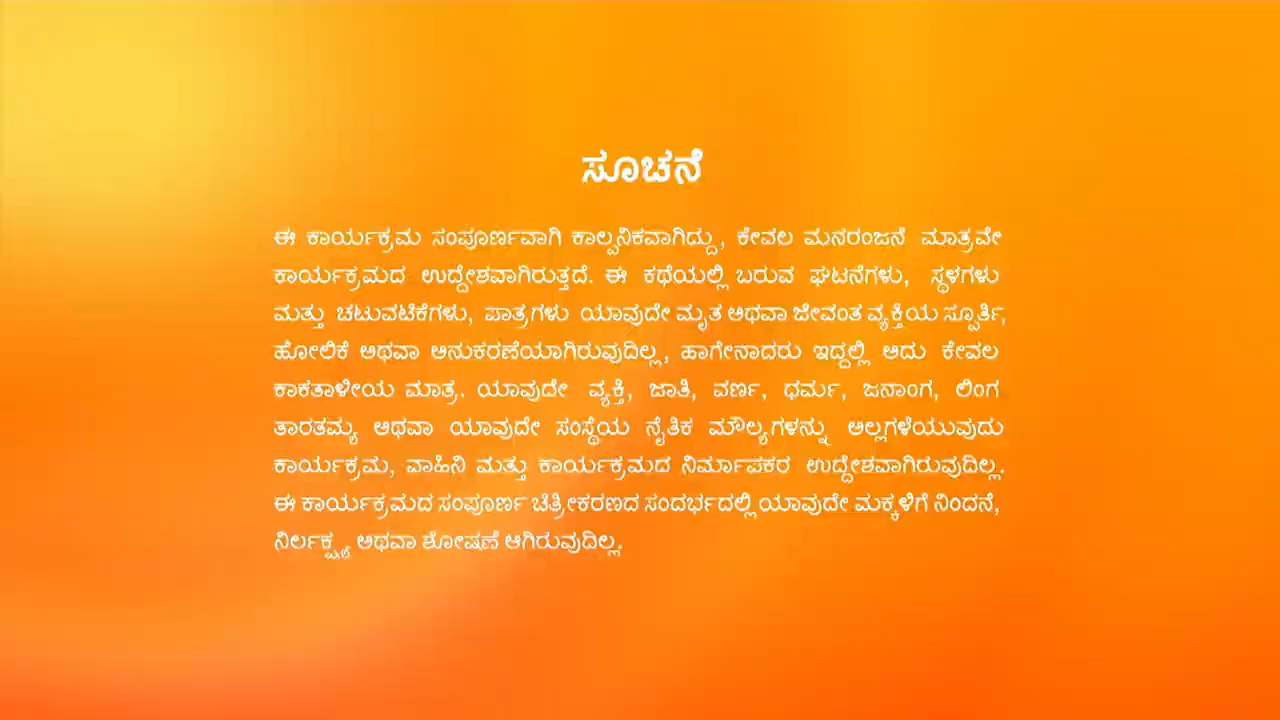 ಸೂಚನೆ
ಈ ಕಾರ್ಯಕ್ರಮ ಸಂಪೂರ್ಣವಾಗಿ ಕಾಲ್ಪನಿಕವಾಗಿದ್ದು, ಕೇವಲ ಮನರಂಜನೆ ಮಾತ್ರವೇ
ಕಾರ್ಯಕ್ರಮದ ಉದ್ದೇಶವಾಗಿರುತ್ತದೆ. ಈ ಕಥೆಯಲ್ಲಿ ಬರುವ ಘಟನೆಗಳು, ಸ್ಥಳಗಳು
ಮತ್ತು ಚಟುವಟಿಕೆಗಳು, ಪಾತ್ರಗಳು ಯಾವುದೇ ಮೃತ ಅಥವಾ ಜೀವಂತ ವ್ಯಕ್ತಿಯ ಸ್ಪೂರ್ತಿ,
ಹೋಲಿಕೆ ಅಥವಾ ಅನುಕರಣೆಯಾಗಿರುವುದಿಲ್ಲ, ಹಾಗೇನಾದರು ಇದ್ದಲ್ಲಿ ಅದು ಕೇವಲ
ಕಾಕತಾಳೀಯ ಮಾತ್ರ. ಯಾವುದೇ ವ್ಯಕ್ತಿ, ಜಾತಿ, ವರ್ಣ, ಧರ್ಮ, ಜನಾಂಗ, ಲಿಂಗ
ತಾರತಮ್ಯ ಅಥವಾ ಯಾವುದೇ ಸಂಸ್ಥೆಯ ನೈತಿಕ ಮೌಲ್ಯಗಳನ್ನು ಅಲ್ಲಗಳೆಯುವುದು
ಕಾರ್ಯಕ್ರಮ, ವಾಹಿನಿ ಮತ್ತು ಕಾರ್ಯಕ್ರಮದ ನಿರ್ಮಾಪಕರ ಉದ್ದೇಶವಾಗಿರುವುದಿಲ್ಲ.
ಈ ಕಾರ್ಯಕ್ರಮದ ಸಂಪೂರ್ಣ ಚಿತ್ರೀಕರಣದ ಸಂದರ್ಭದಲ್ಲಿ ಯಾವುದೇ ಮಕ್ಕಳಿಗೆ ನಿಂದನೆ,
ನಿರ್ಲಕ್ಷ್ಯ ಅಥವಾ ಶೋಷಣೆ ಆಗಿರುವುದಿಲ್ಲ.